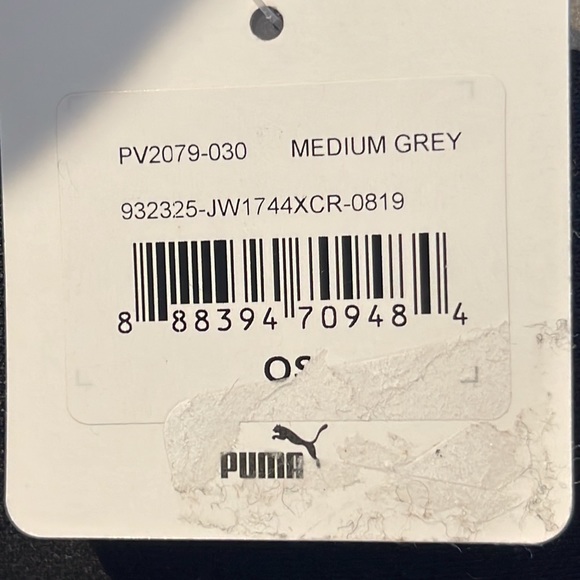 PV2079-030 MEDIUM GREY
932325-JW1744XCR-0819
8 88394 70948 4
OS
PUMA